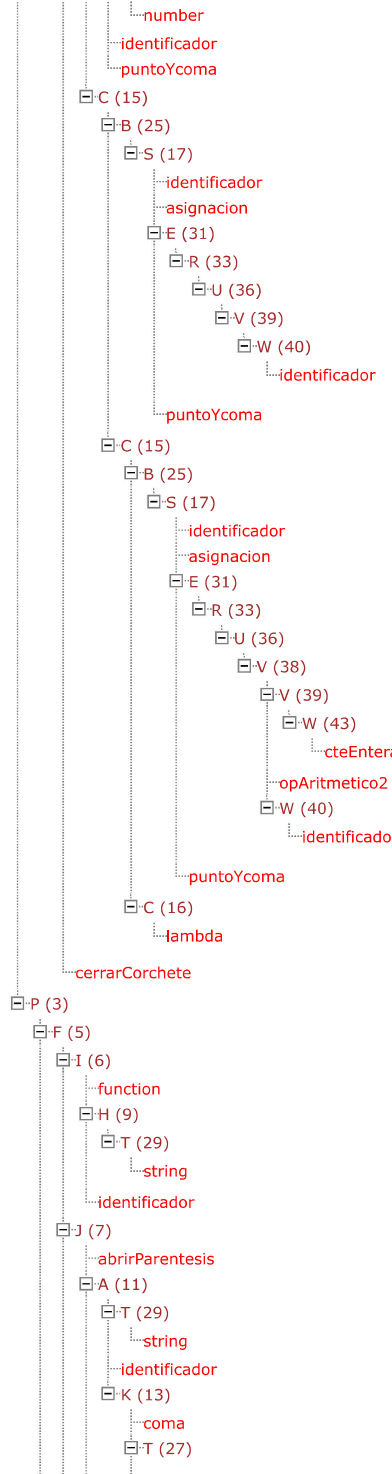 number
identificador
puntoYcoma
C (15)
B (25)
S (17)
identificador
asignacion
E (31)
R (33)
U (36)
V (39)
W (40)
identificador
puntoYcoma
C (15)
B (25)
S (17)
identificador
asignacion
E (31)
R (33)
U (36)
V (38)
V (39)
W (43)
cteEntera
opAritmetico2
W (40)
identificado
puntoYcoma
C (16)
lambda
cerrarCorchete
P (3)
F (5)
I (6)
function
H (9)
T (29)
string
identificador
J (7)
abrirParentesis
A (11)
T (29)
string
identificador
K (13)
coma
T (27)